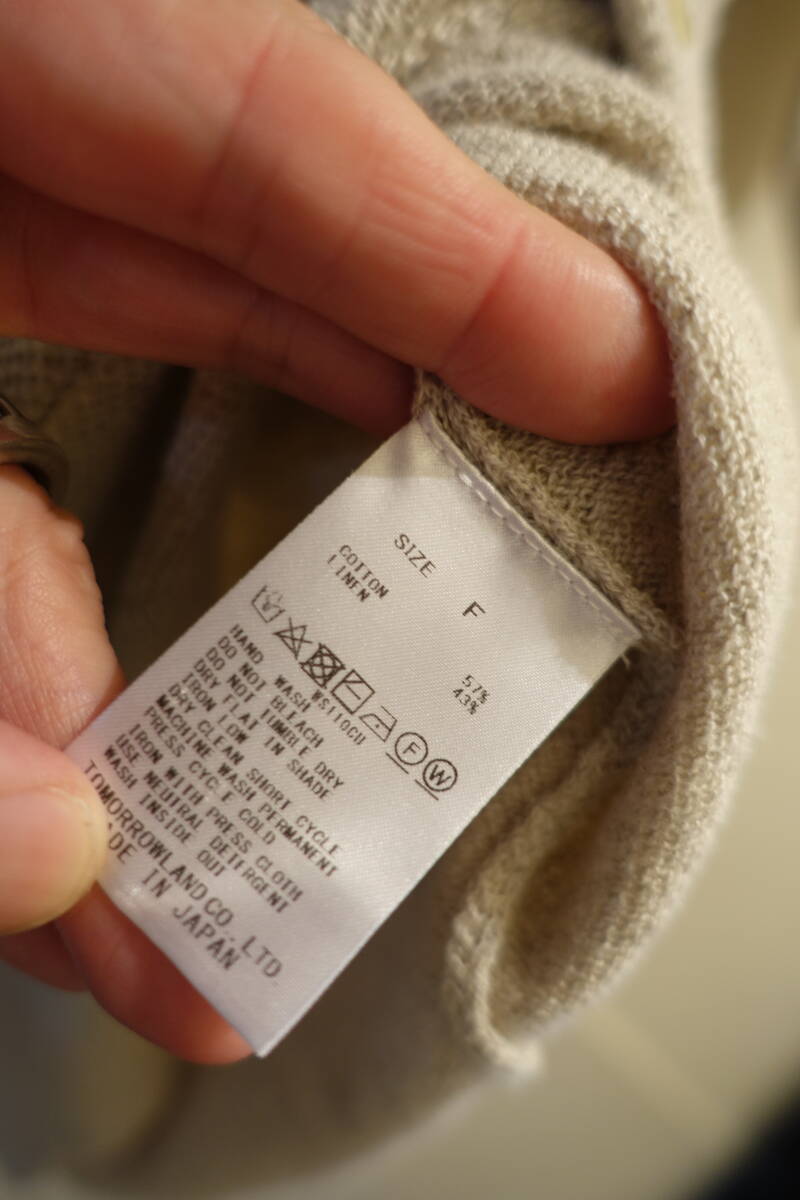 SIZE F
COTTON 57%
LINEN 43%
F W
WS110CU
HAND WASH
DO NOT BLEACH
DO NOT TUMBLE DRY
DRY FLAT IN SHADE
IRON LOW
DRY CLEAN SHORT CYCLE
MACHINE WASH PERMANENT
PRESS CYCLE COLD
IRON WITH PRESS CLOTH
USE NEUTRAL DETERGENT
WASH INSIDE OUT
TOMORROWLAND CO.,LTD.
DE IN JAPAN